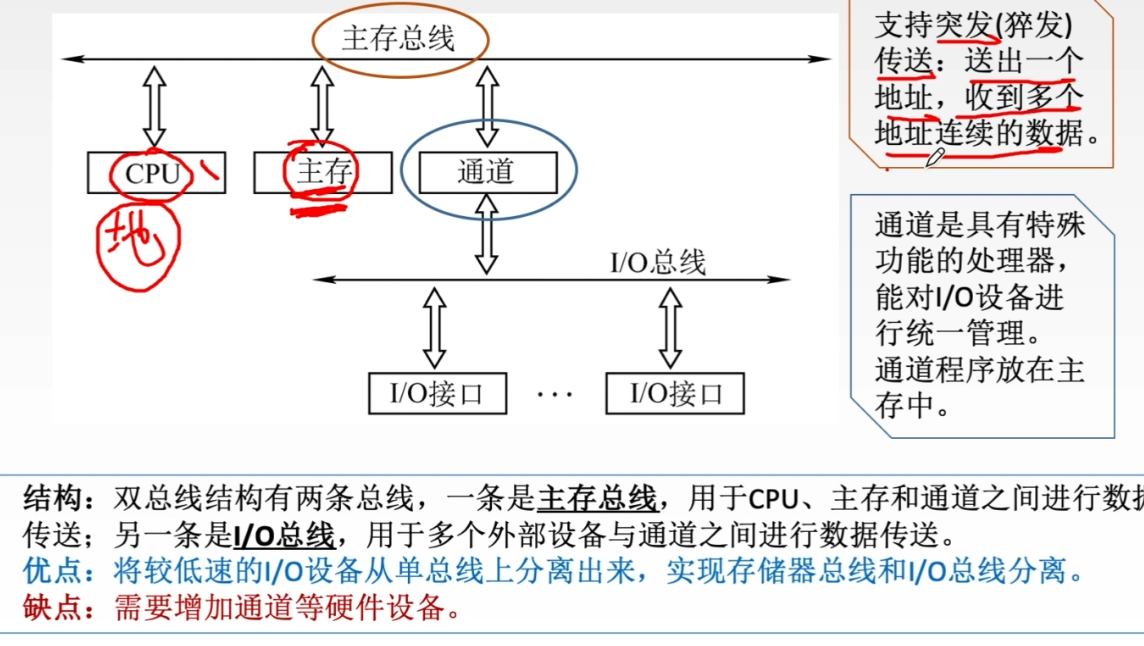 主存总线
CPU
主存
通道
地
I/O总线
I/O接口
···
I/O接口
支持突发(猝发)
传送：送出一个
地址，收到多个
地址连续的数据。
通道是具有特殊
功能的处理器，
能对I/O设备进
行统一管理。
通道程序放在主
存中。
结构：双总线结构有两条总线，一条是主存总线，用于CPU、主存和通道之间进行数据
传送；另一条是I/O总线，用于多个外部设备与通道之间进行数据传送。
优点：将较低速的I/O设备从单总线上分离出来，实现存储器总线和I/O总线分离。
缺点：需要增加通道等硬件设备。